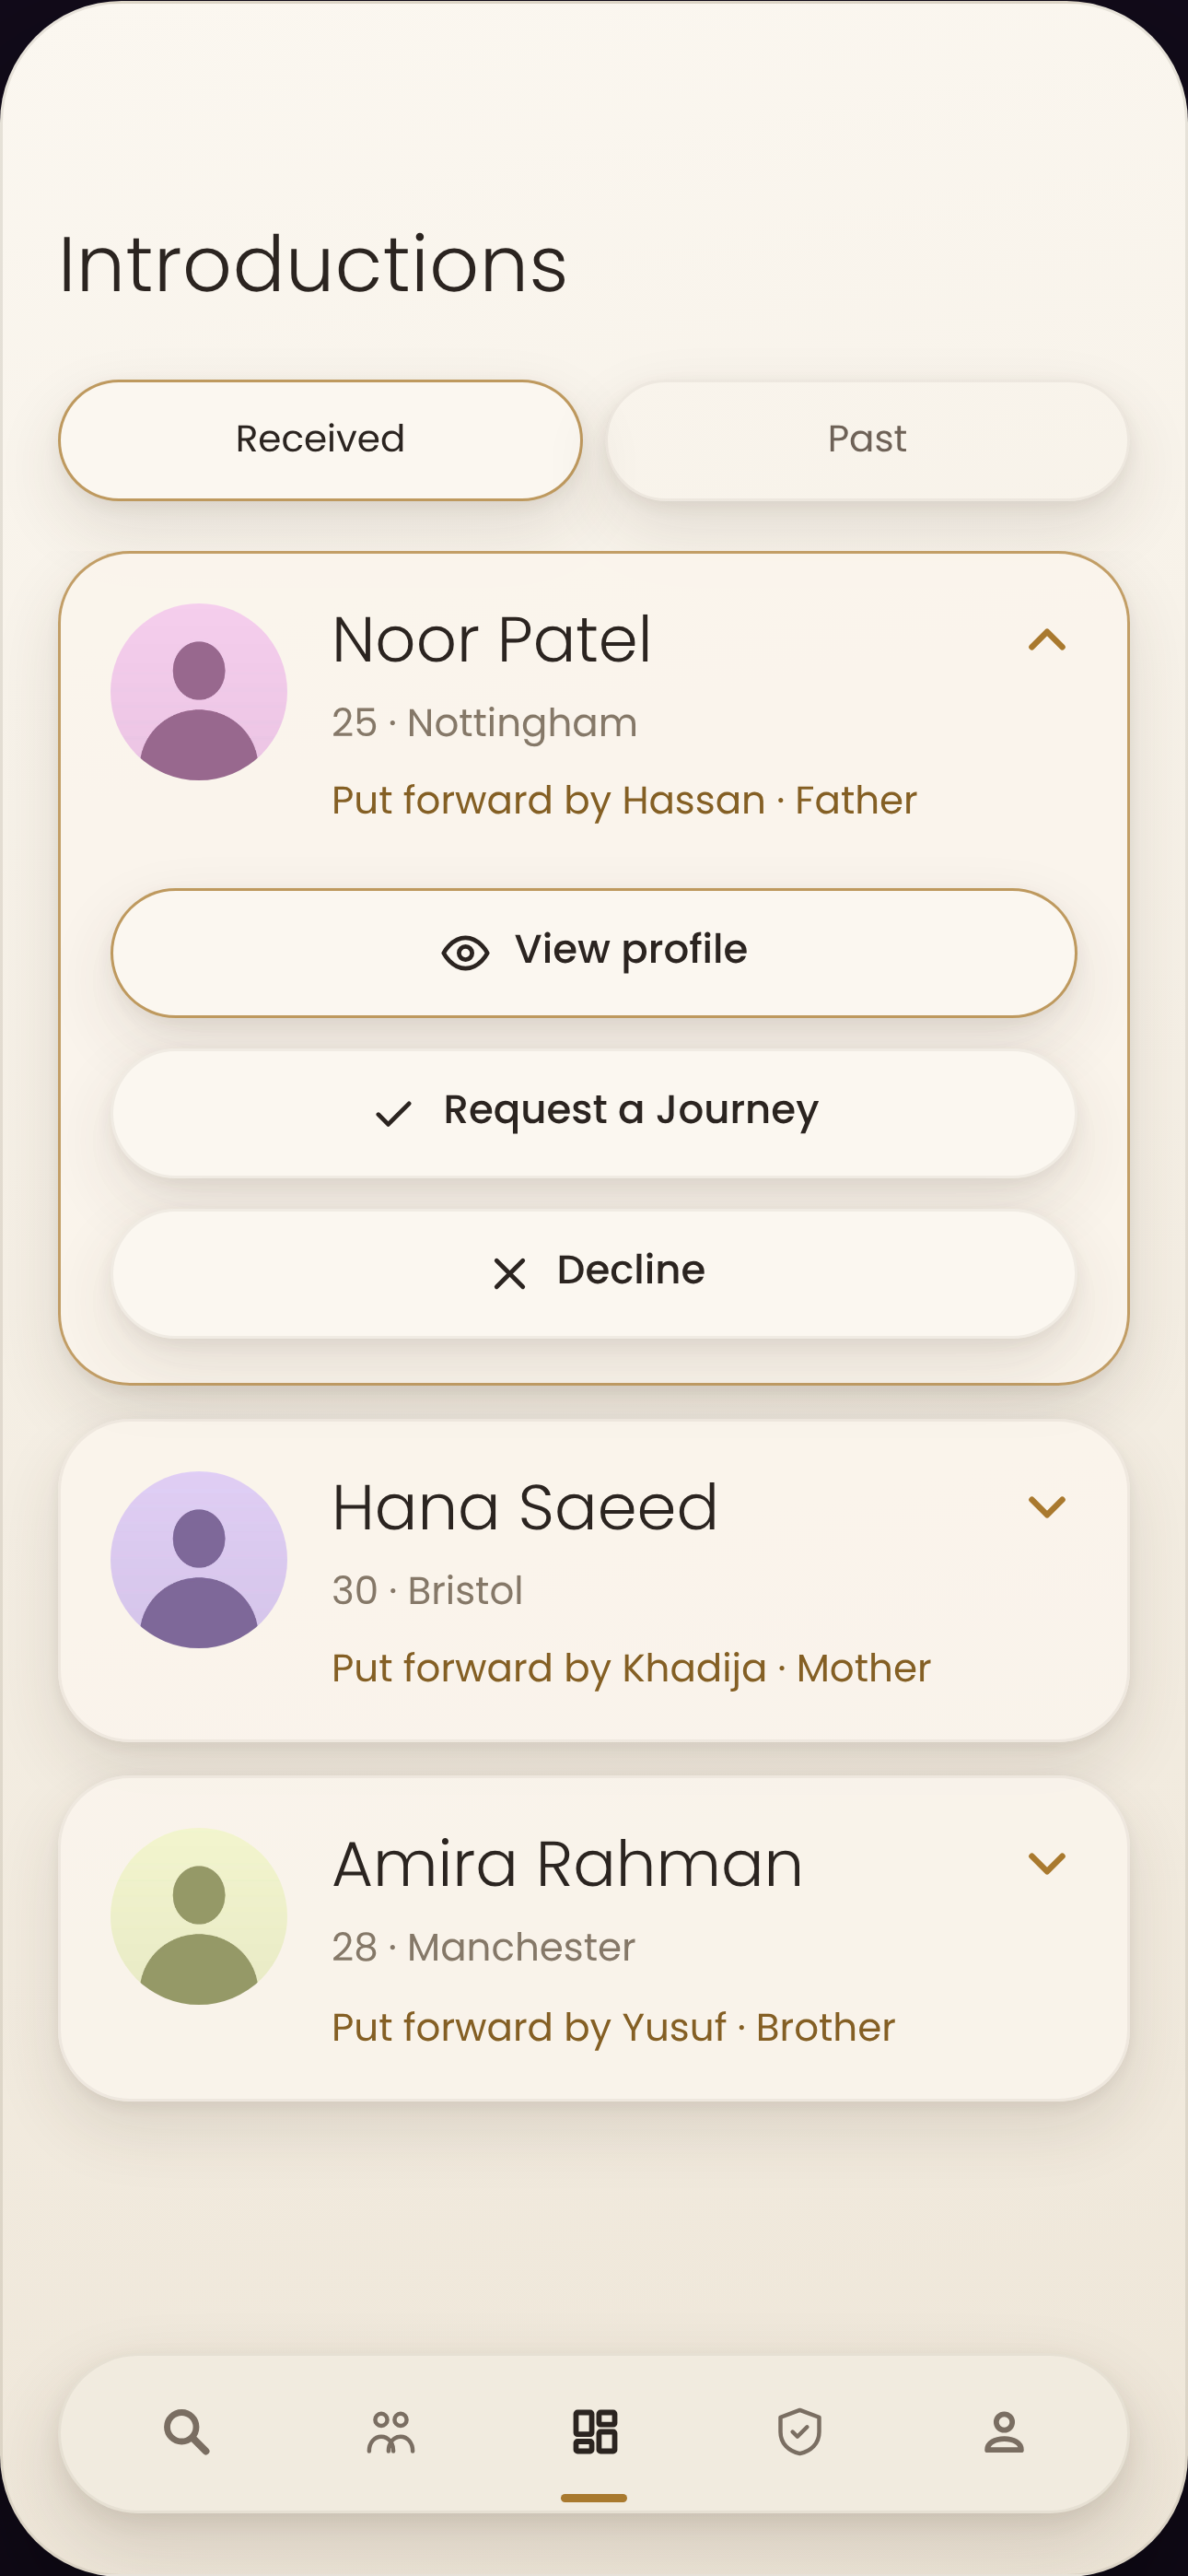 Introductions
Received
Past
Noor Patel
25 · Nottingham
Put forward by Hassan · Father
View profile
Request a Journey
Decline
Hana Saeed
30 · Bristol
Put forward by Khadija · Mother
Amira Rahman
28 · Manchester
Put forward by Yusuf · Brother